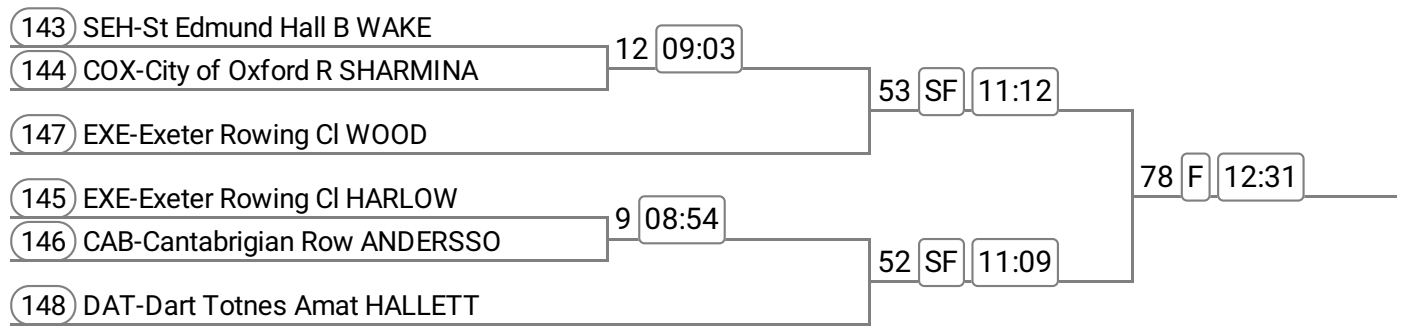 143 SEH-St Edmund Hall B WAKE
12 09:03
144 COX-City of Oxford R SHARMINA
53 SF 11:12
147 EXE-Exeter Rowing Cl WOOD
78 F 12:31
145 EXE-Exeter Rowing Cl HARLOW
9 08:54
146 CAB-Cantabrigian Row ANDERSSO
52 SF 11:09
148 DAT-Dart Totnes Amat HALLETT